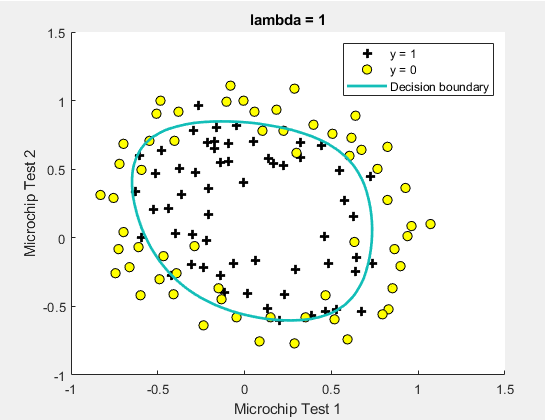 lambda = 1
y = 1
y = 0
Decision boundary
Microchip Test 2
1.5
1
0.5
0
-0.5
-1
-1
-0.5
0
0.5
1
1.5
Microchip Test 1